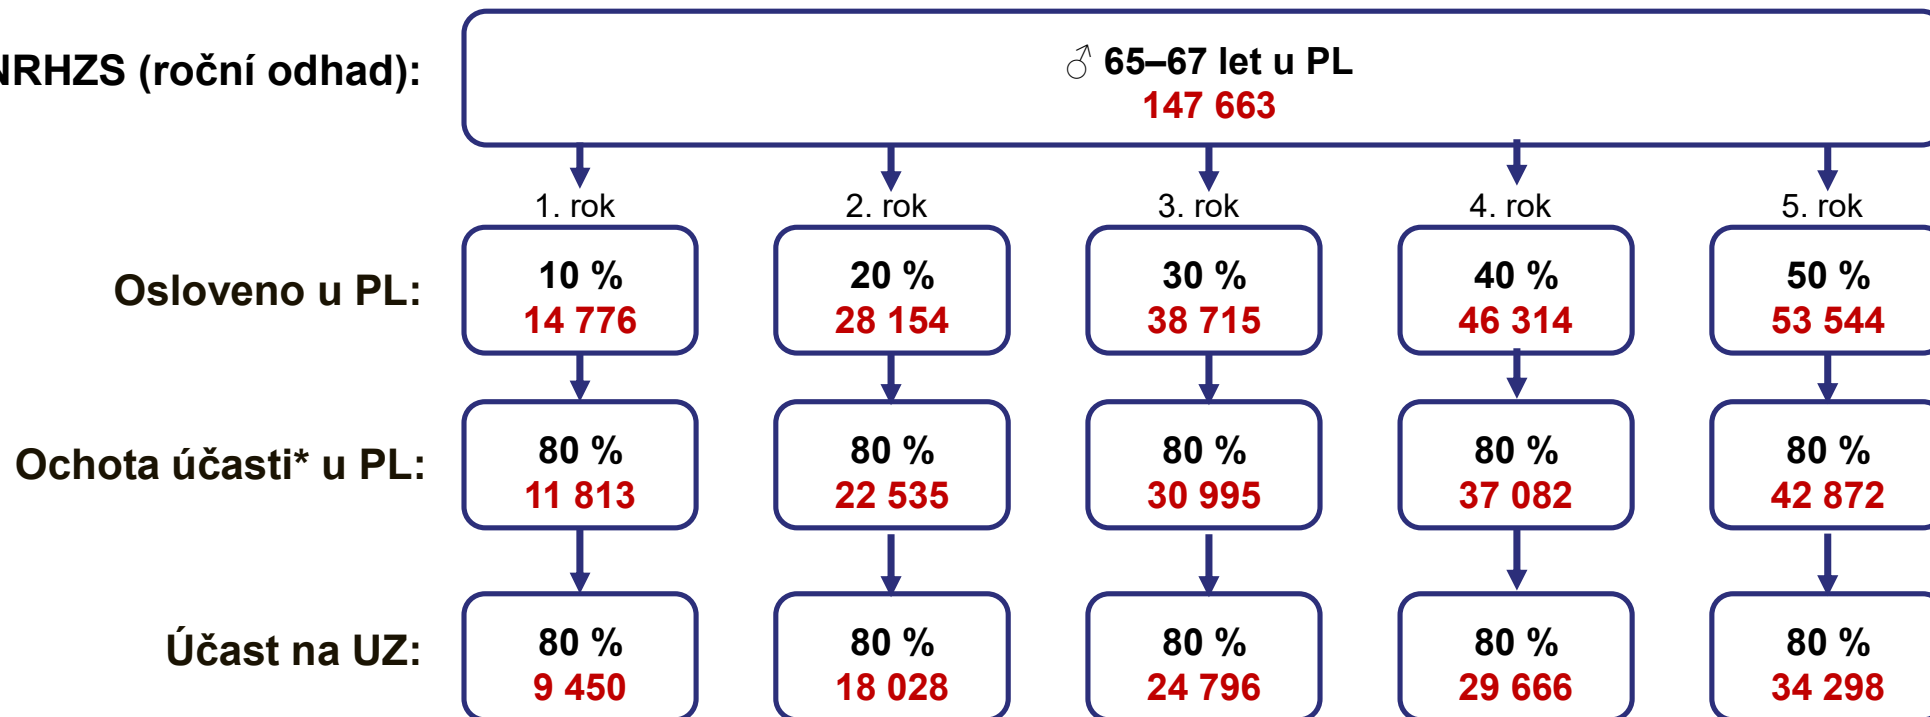 NRHZS (roční odhad):
♂ 65–67 let u PL
147 663
1. rok 2. rok 3. rok 4. rok 5. rok
Osloveno u PL:
10 % 20 % 30 % 40 % 50 %
14 776 28 154 38 715 46 314 53 544
Ochota účasti* u PL:
80 % 80 % 80 % 80 % 80 %
11 813 22 535 30 995 37 082 42 872
Účast na UZ:
80 % 80 % 80 % 80 % 80 %
9 450 18 028 24 796 29 666 34 298